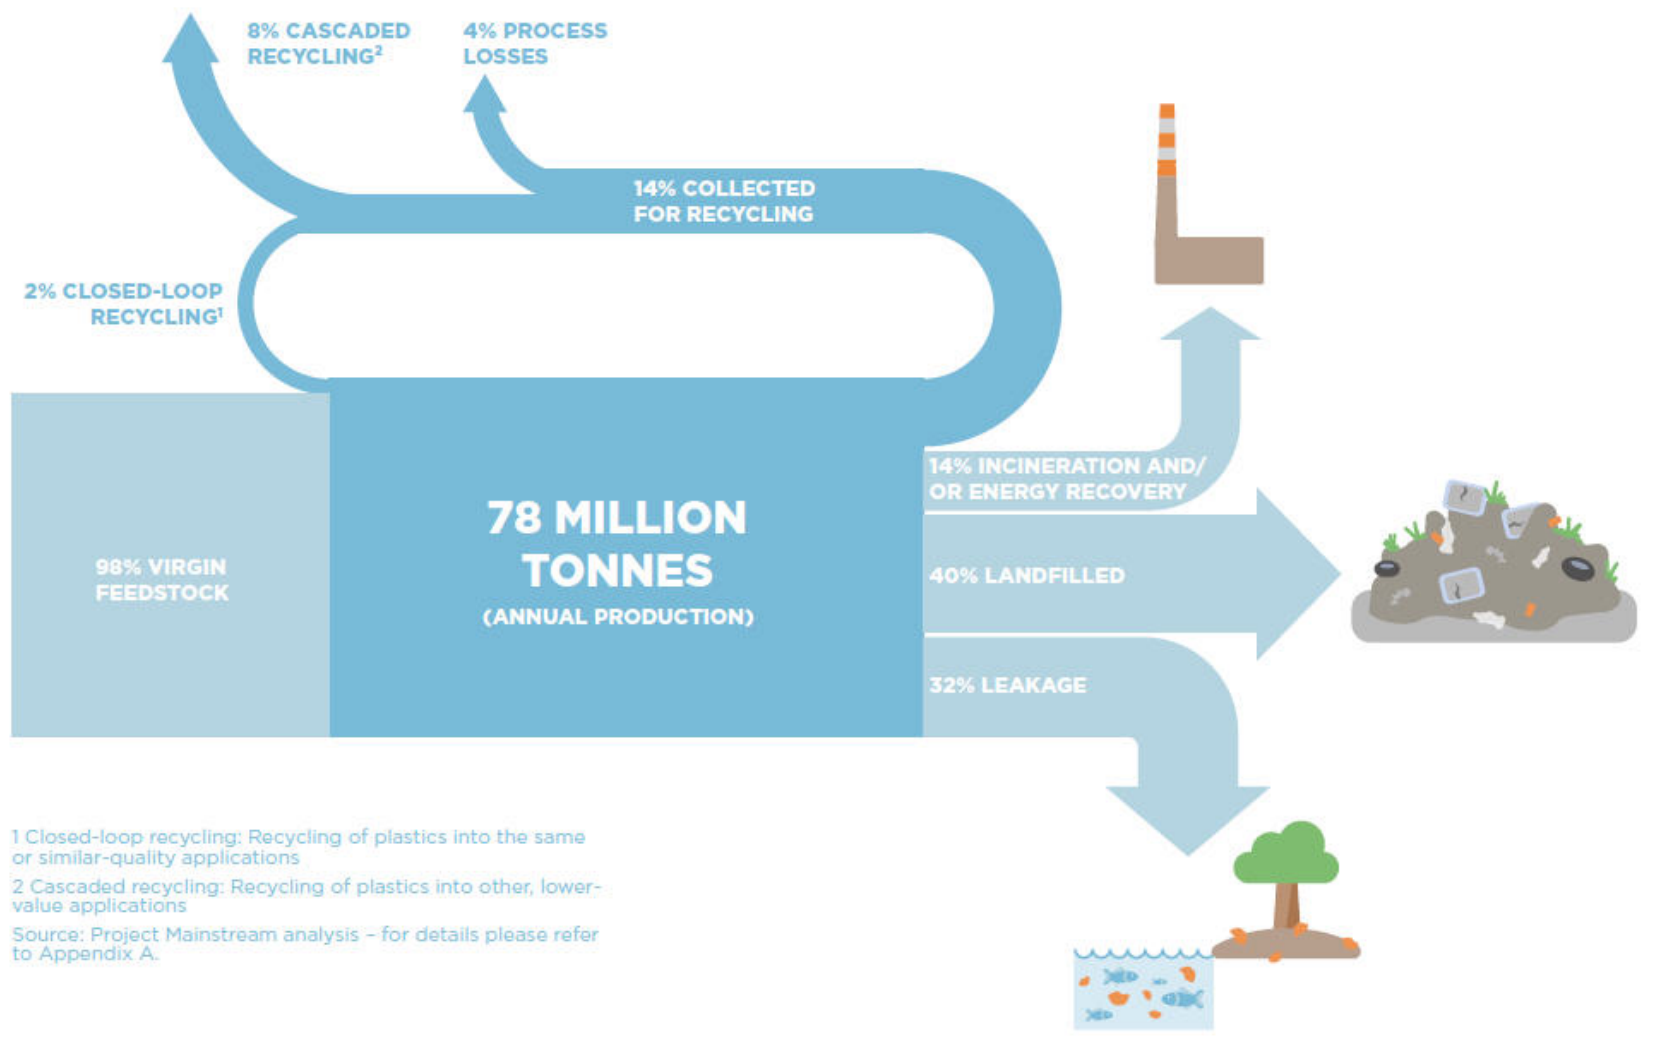 8% CASCADED
RECYCLING²
4% PROCESS
LOSSES
14% COLLECTED
FOR RECYCLING
2% CLOSED-LOOP
RECYCLING¹
14% INCINERATION AND/
OR ENERGY RECOVERY
78 MILLION
TONNES
(ANNUAL PRODUCTION)
98% VIRGIN
FEEDSTOCK
40% LANDFILLED
32% LEAKAGE
1 Closed-loop recycling: Recycling of plastics into the same
or similar-quality applications
2 Cascaded recycling: Recycling of plastics into other, lower-
value applications
Source: Project Mainstream analysis – for details please refer
to Appendix A.